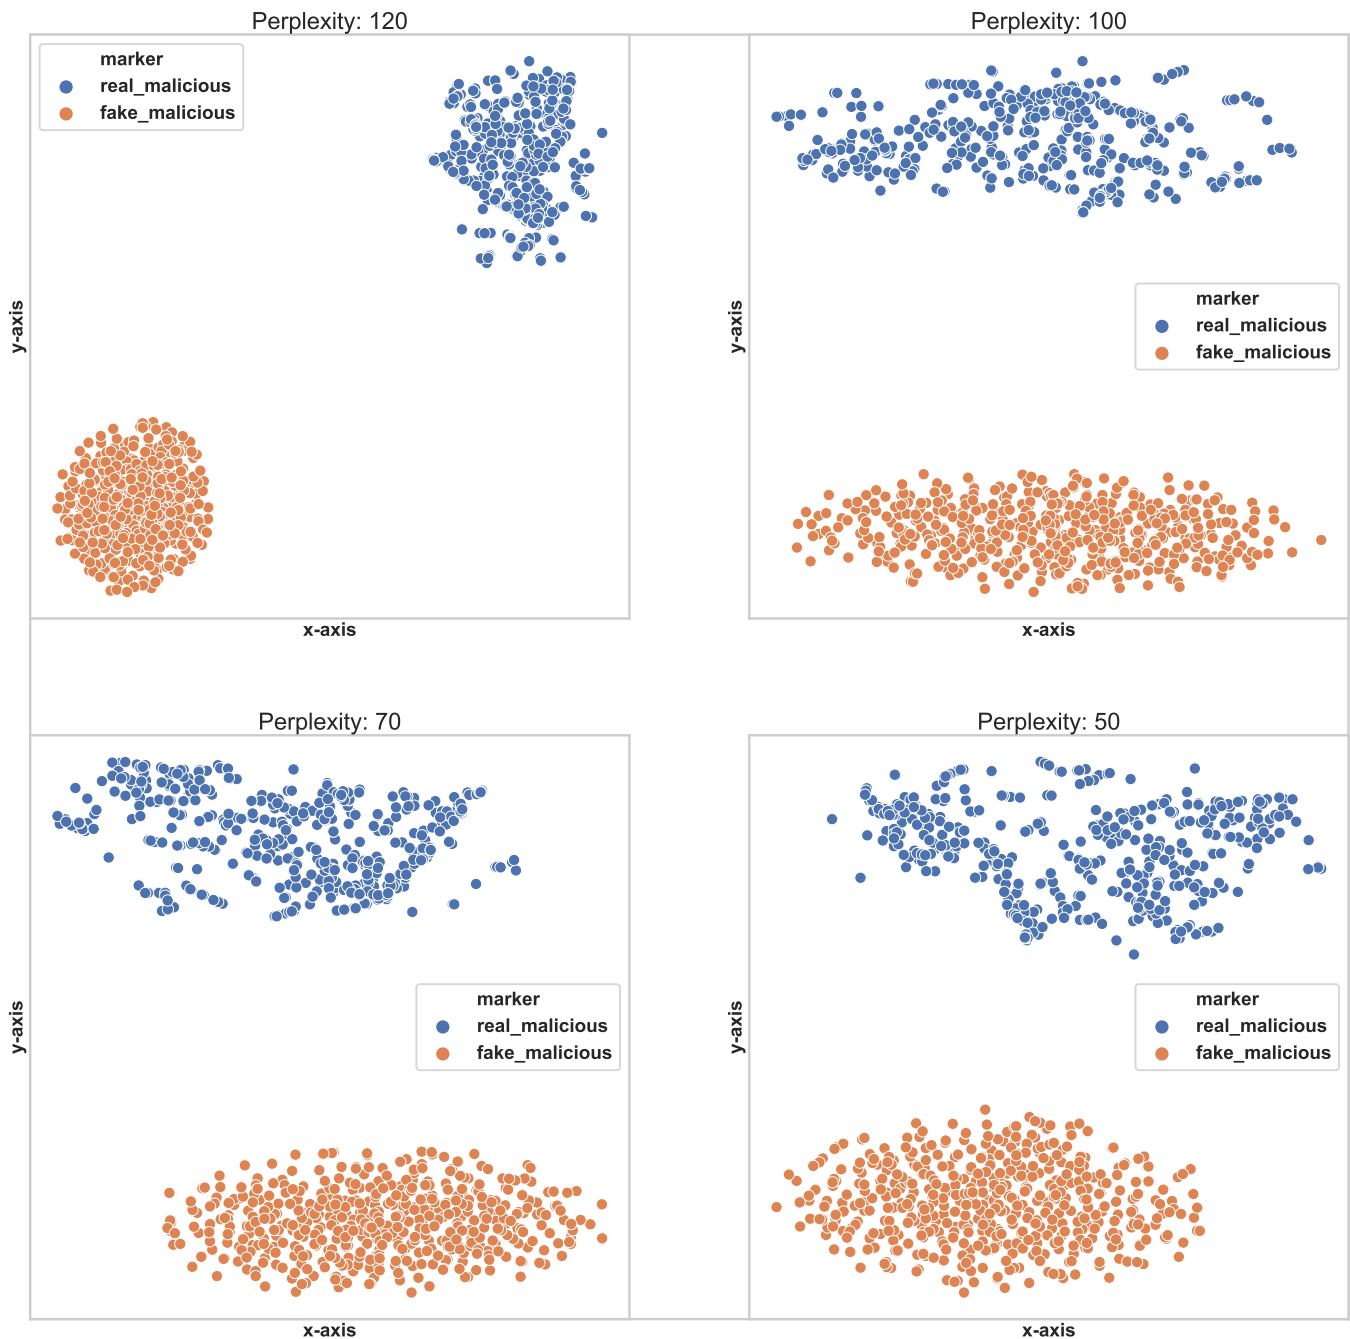 Perplexity: 120
marker
real_malicious
fake_malicious
y-axis
x-axis
Perplexity: 100
marker
real_malicious
fake_malicious
y-axis
x-axis
Perplexity: 70
marker
real_malicious
fake_malicious
y-axis
x-axis
Perplexity: 50
marker
real_malicious
fake_malicious
y-axis
x-axis